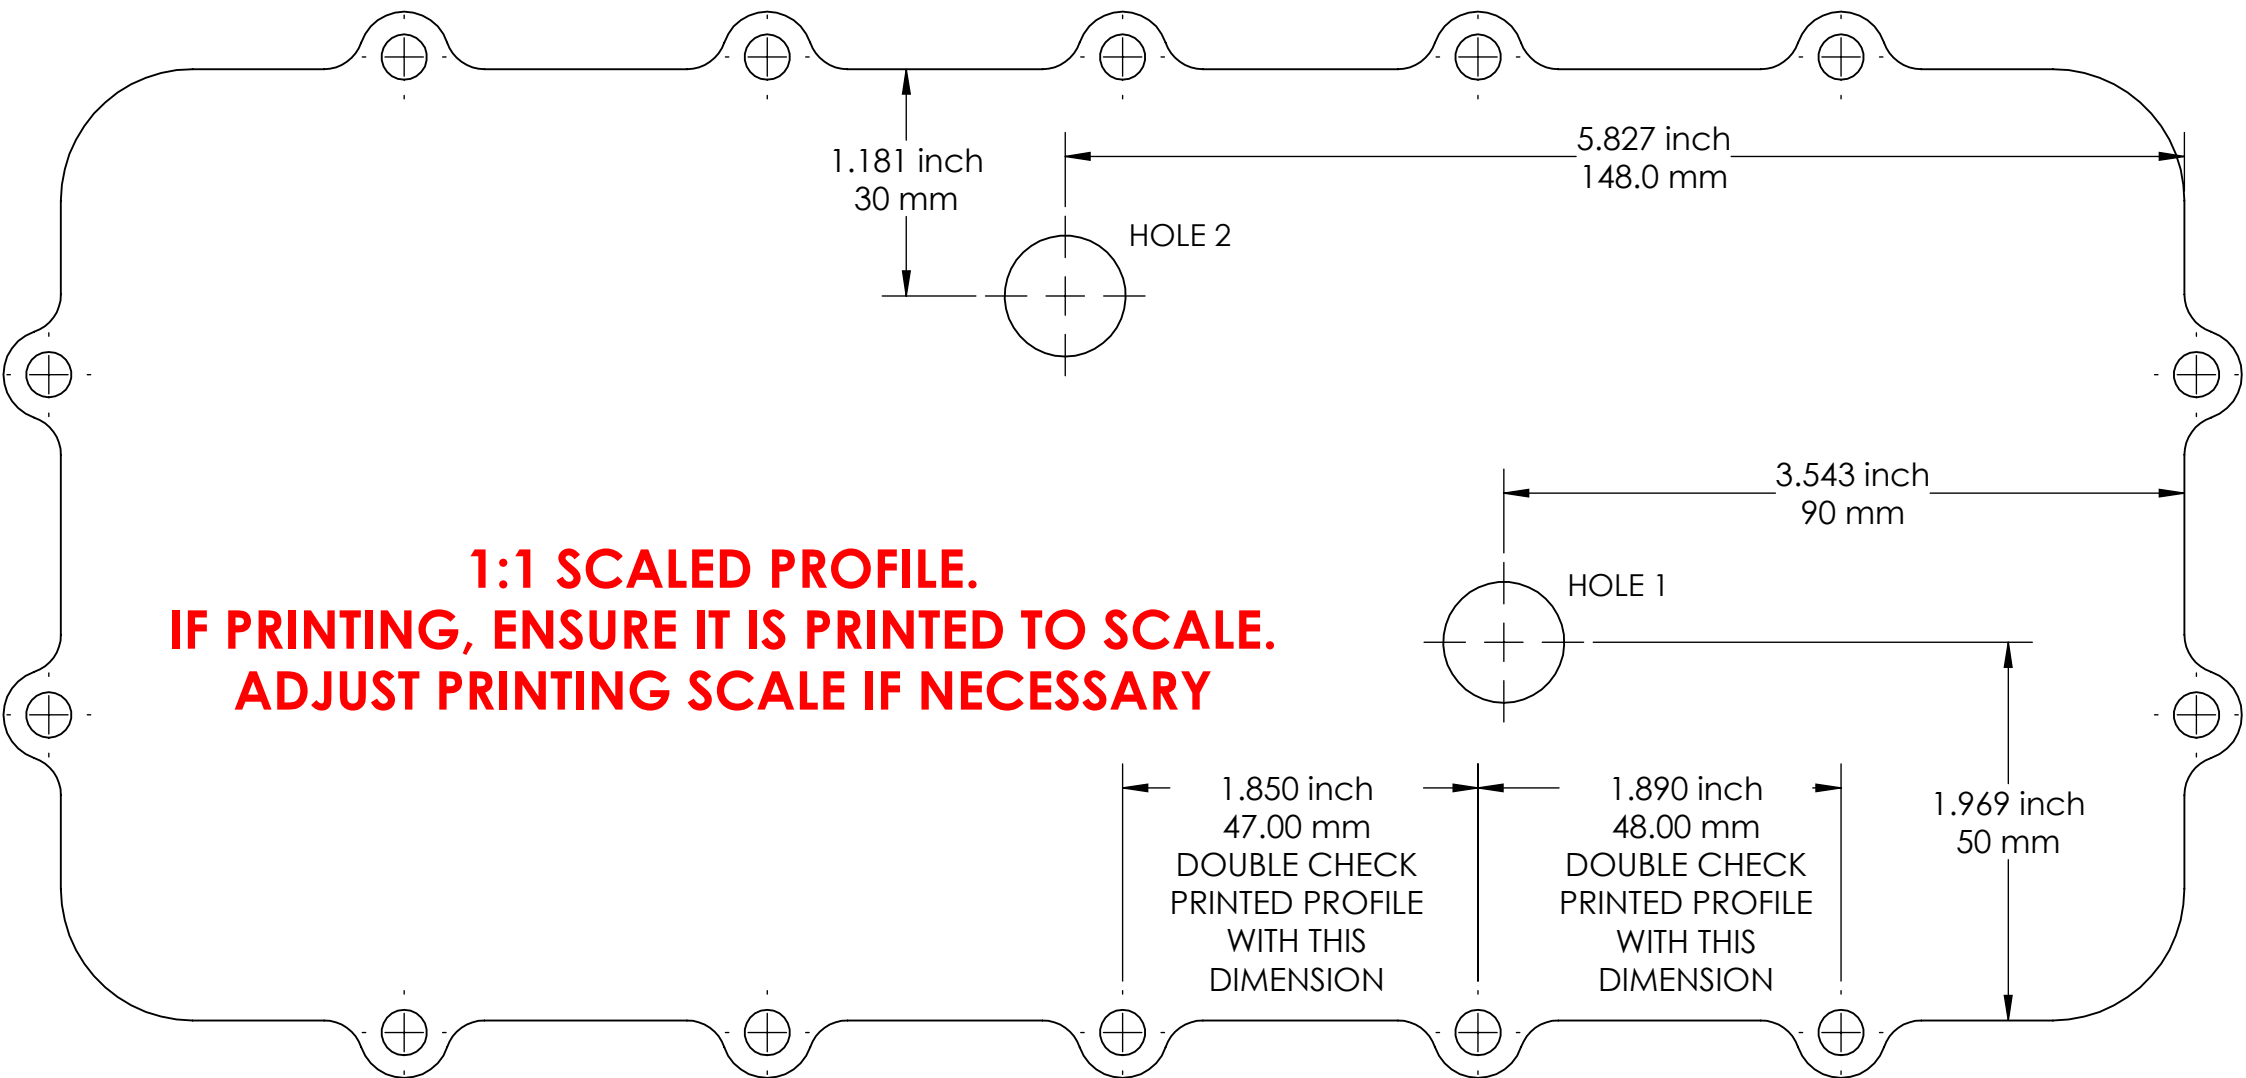 5.827 inch
148.0 mm
1.181 inch
30 mm
HOLE 2
3.543 inch
90 mm
HOLE 1
1:1 SCALED PROFILE.
IF PRINTING, ENSURE IT IS PRINTED TO SCALE.
ADJUST PRINTING SCALE IF NECESSARY
1.850 inch
47.00 mm
DOUBLE CHECK
PRINTED PROFILE
WITH THIS
DIMENSION
1.890 inch
48.00 mm
DOUBLE CHECK
PRINTED PROFILE
WITH THIS
DIMENSION
1.969 inch
50 mm